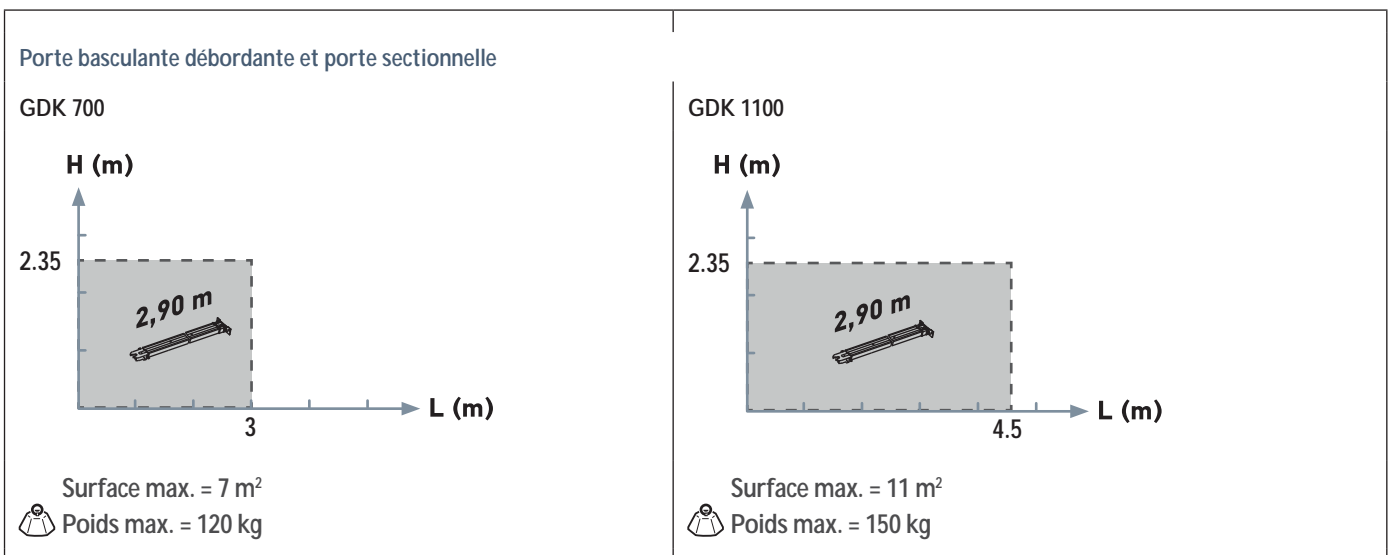 Porte basculante débordante et porte sectionnelle
GDK 700
H (m)
2.35
2,90 m
L (m)
3
Surface max. = 7 m²
Poids max. = 120 kg
GDK 1100
H (m)
2.35
2,90 m
L (m)
4.5
Surface max. = 11 m²
Poids max. = 150 kg